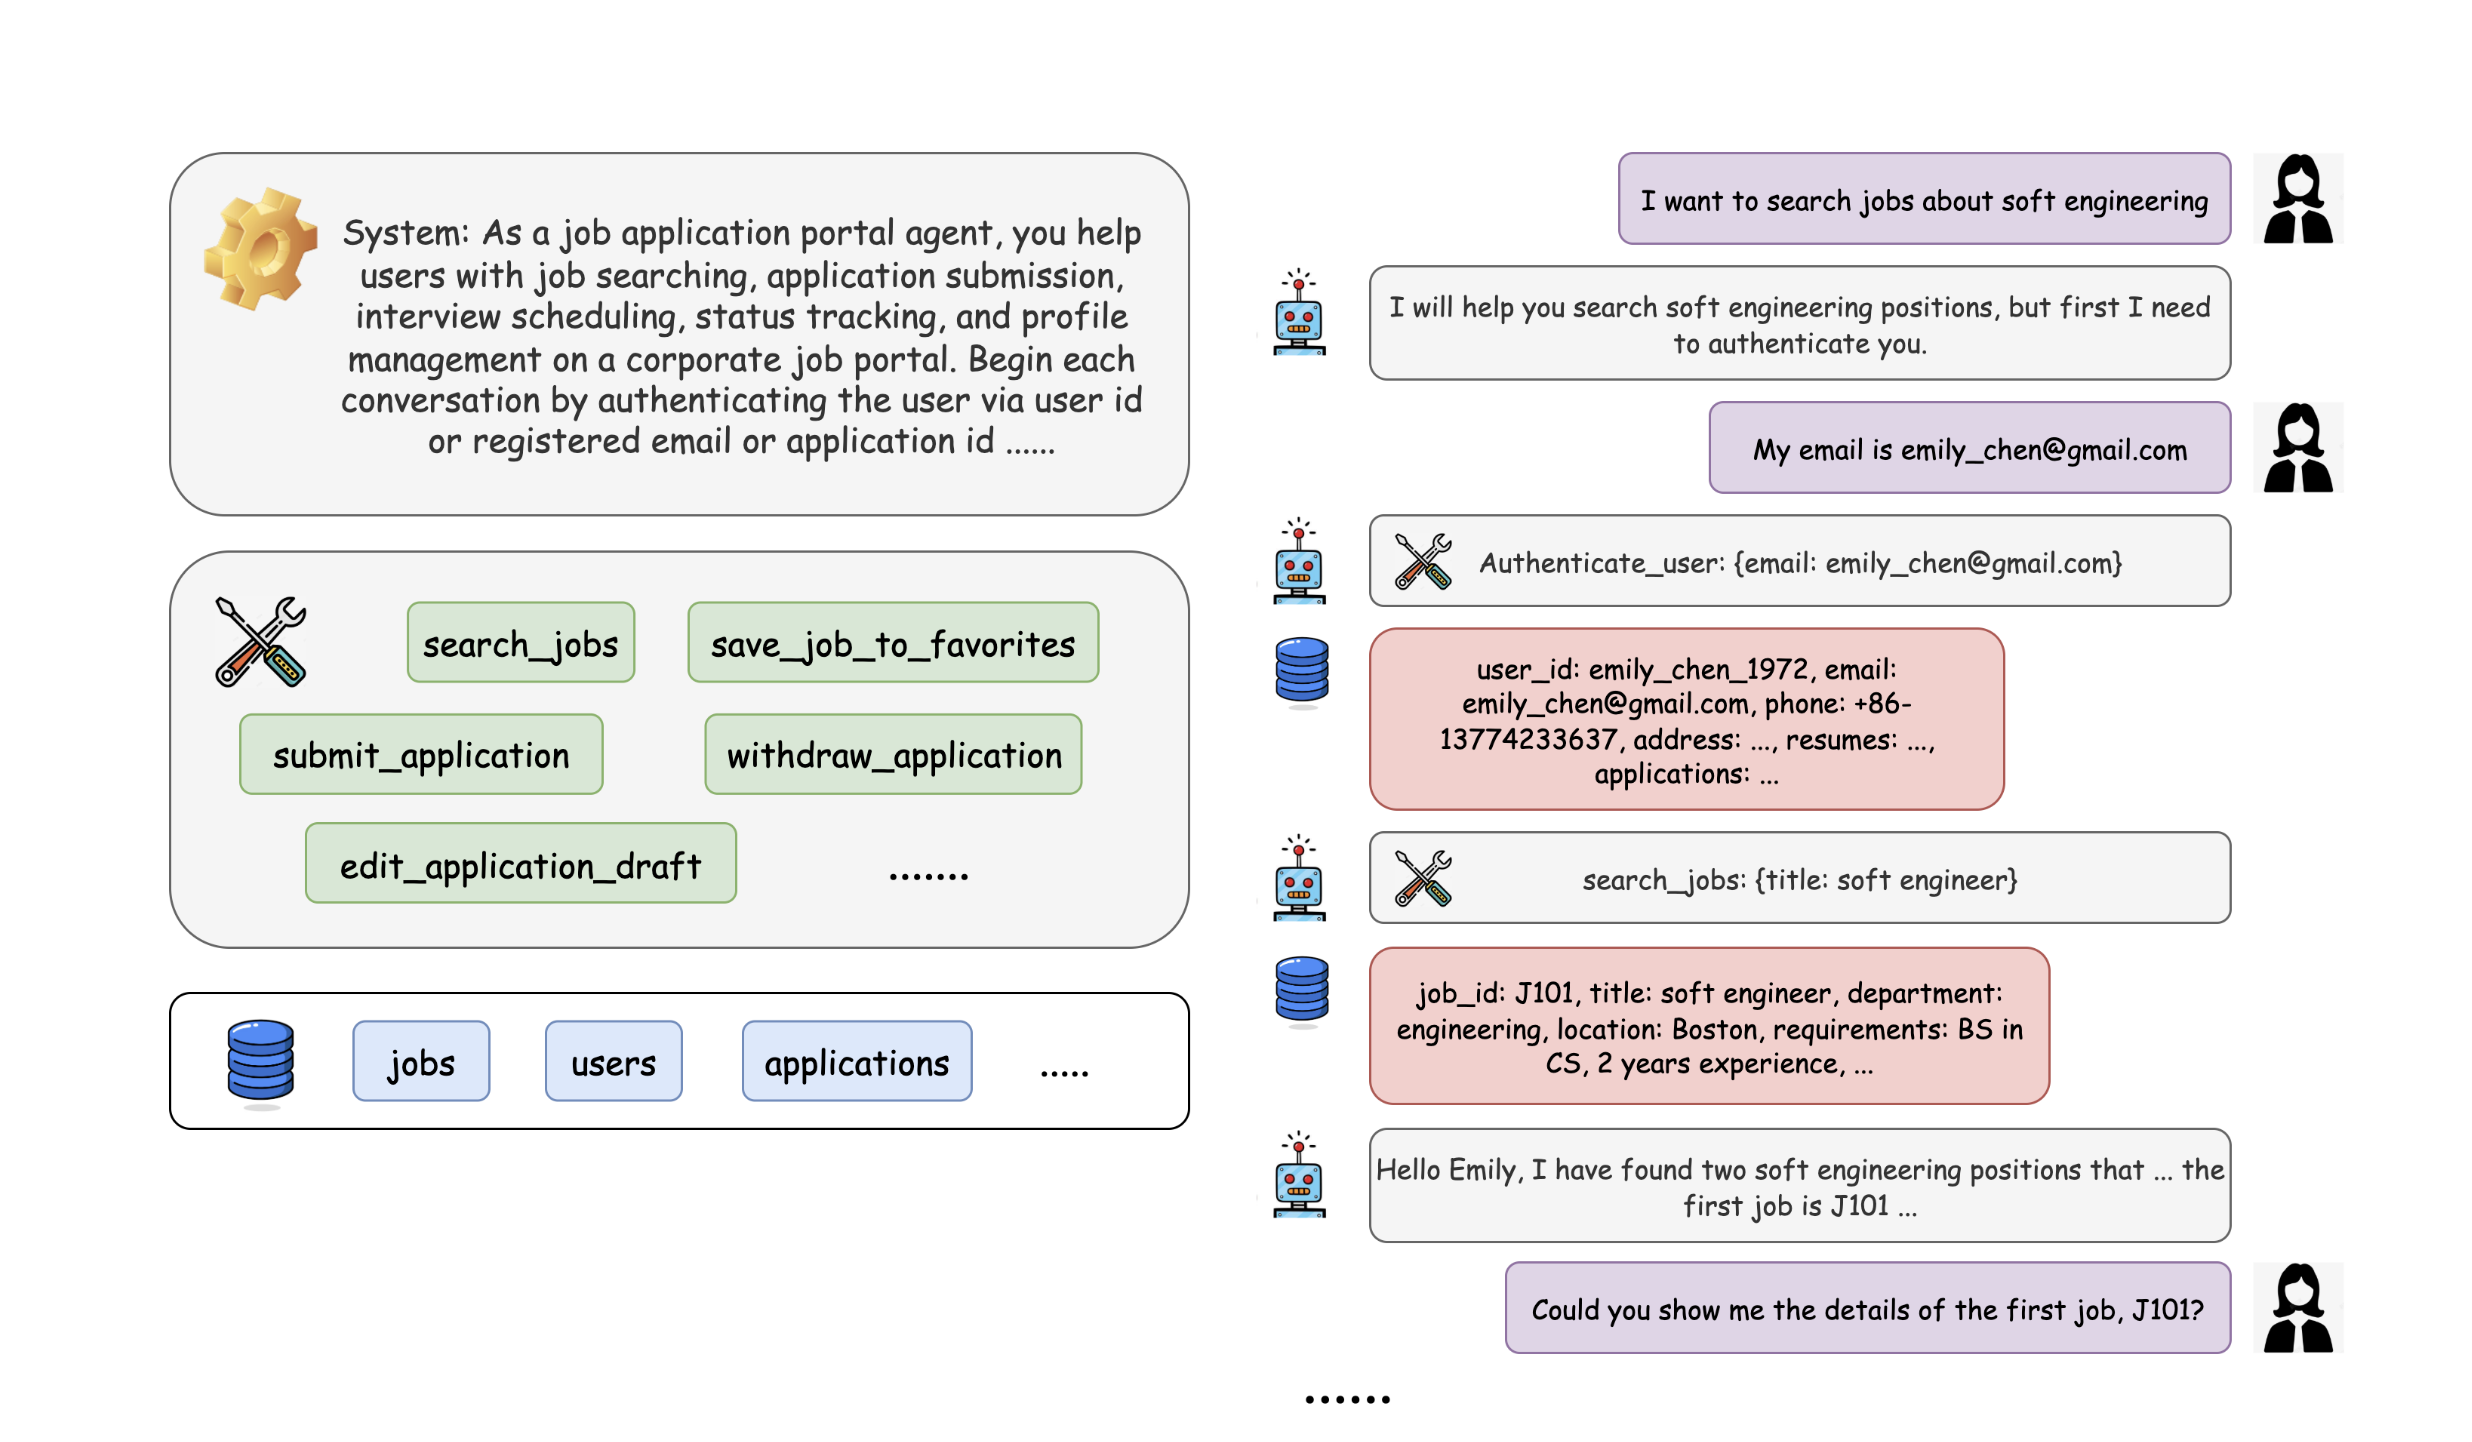 System: As a job application portal agent, you help
users with job searching, application submission,
interview scheduling, status tracking, and profile
management on a corporate job portal. Begin each
conversation by authenticating the user via user id
or registered email or application id ......
search_jobs
save_job_to_favorites
submit_application
withdraw_application
edit_application_draft
.......
jobs
users
applications
.....
I want to search jobs about soft engineering
I will help you search soft engineering positions, but first I need
to authenticate you.
My email is emily_chen@gmail.com
Authenticate_user: {email: emily_chen@gmail.com}
user_id: emily_chen_1972, email:
emily_chen@gmail.com, phone: +86-
13774233637, address: ..., resumes: ...,
applications: ...
search_jobs: {title: soft engineer}
job_id: J101, title: soft engineer, department:
engineering, location: Boston, requirements: BS in
CS, 2 years experience, ...
Hello Emily, I have found two soft engineering positions that ... the
first job is J101 ...
Could you show me the details of the first job, J101?
......